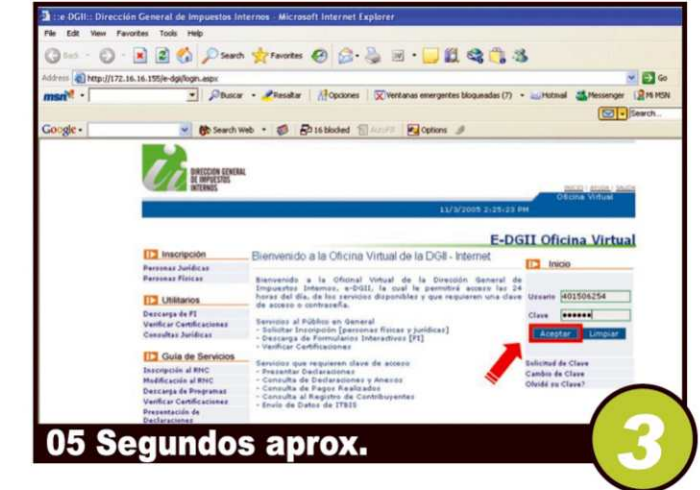 ::e-DGII:: Dirección General de Impuestos Internos - Microsoft Internet Explorer
File Edit View Favorites Tools Help
Back Search Favorites
Address http://172.16.16.155/e-dgii/login.aspx Go
msn Buscar Resaltar Opciones Ventanas emergentes bloqueadas (7) Hotmail Messenger Mi MSN
Search...
Google Search Web 16 blocked AutoFill Options
DIRECCIÓN GENERAL
DE IMPUESTOS
INTERNOS
INICIO | AYUDA | SALIDA
Oficina Virtual
11/3/2005 2:25:23 PM
E-DGII Oficina Virtual
Inscripción
Personas Jurídicas
Personas Físicas
Utilitarios
Descarga de FI
Verificar Certificaciones
Consultas Jurídicas
Guía de Servicios
Inscripción al RNC
Modificación al RNC
Descarga de Programas
Verificar Certificaciones
Presentación de
Declaraciones
Bienvenido a la Oficina Virtual de la DGII - Internet
Bienvenido a la Oficinal Virtual de la Dirección General de
Impuestos Internos, e-DGII, la cual le permitirá acceso las 24
horas del día, de los servicios disponibles y que requieren una clave
de acceso o contraseña.
Servicios al Público en General
- Solicitar Inscripción [personas físicas y jurídicas]
- Descarga de Formularios Interactivos [FI]
- Verificar Certificaciones
Servicios que requieren clave de acceso
- Presentar Declaraciones
- Consulta de Declaraciones y Anexos
- Consulta de Pagos Realizados
- Consulta al Registro de Contribuyentes
- Envío de Datos de ITBIS
Inicio
Usuario 401506254
Clave ●●●●●●
Aceptar Limpiar
Solicitud de Clave
Cambio de Clave
Olvidó su Clave?
05 Segundos aprox.
3